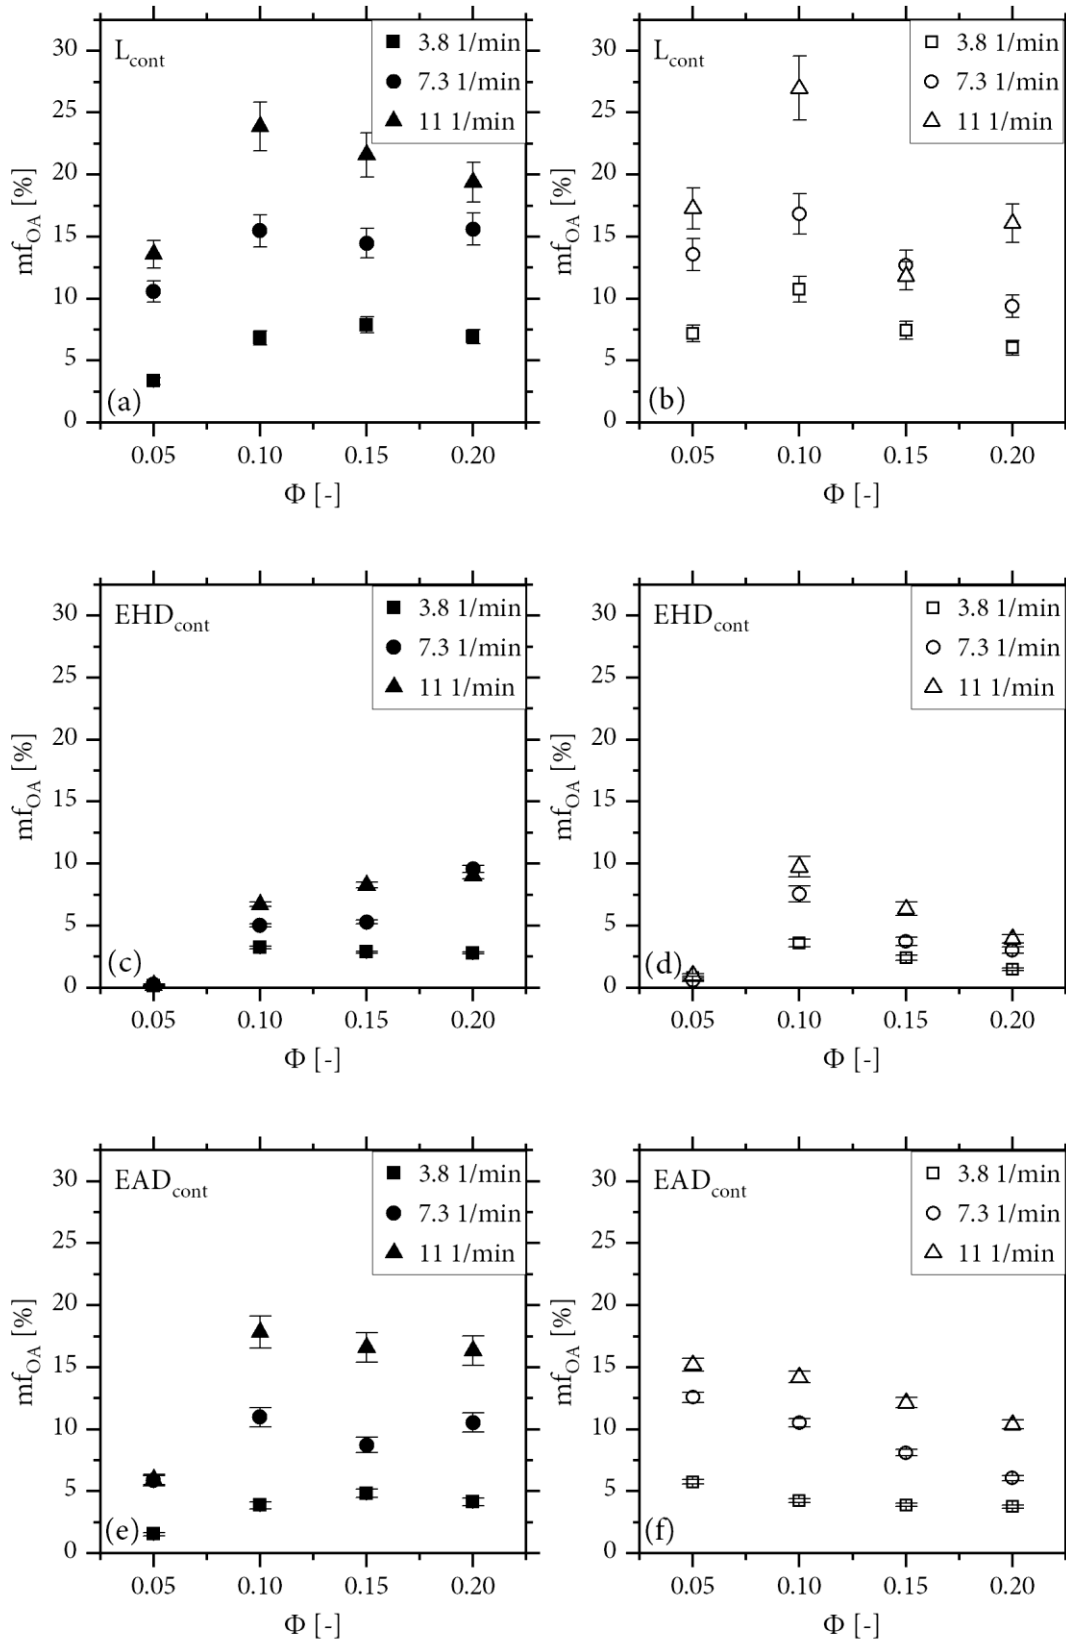 L_cont
3.8 1/min
7.3 1/min
11 1/min
30
25
20
15
10
5
0
mf_OA [%]
(a)
0.05 0.10 0.15 0.20
Φ [-]
L_cont
3.8 1/min
7.3 1/min
11 1/min
30
25
20
15
10
5
0
mf_OA [%]
(b)
0.05 0.10 0.15 0.20
Φ [-]
EHD_cont
3.8 1/min
7.3 1/min
11 1/min
30
25
20
15
10
5
0
mf_OA [%]
(c)
0.05 0.10 0.15 0.20
Φ [-]
EHD_cont
3.8 1/min
7.3 1/min
11 1/min
30
25
20
15
10
5
0
mf_OA [%]
(d)
0.05 0.10 0.15 0.20
Φ [-]
EAD_cont
3.8 1/min
7.3 1/min
11 1/min
30
25
20
15
10
5
0
mf_OA [%]
(e)
0.05 0.10 0.15 0.20
Φ [-]
EAD_cont
3.8 1/min
7.3 1/min
11 1/min
30
25
20
15
10
5
0
mf_OA [%]
(f)
0.05 0.10 0.15 0.20
Φ [-]